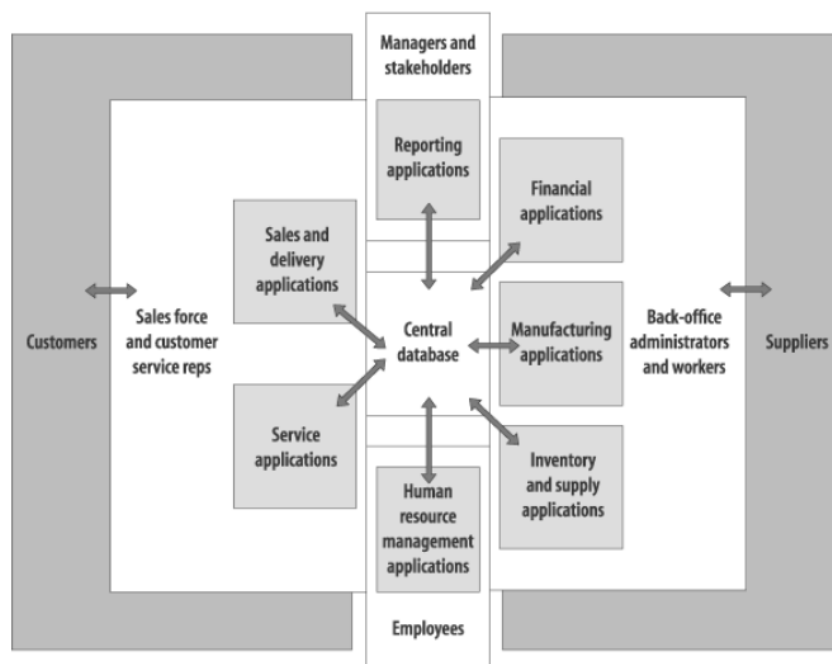 Managers and
stakeholders
Reporting
applications
Financial
applications
Sales and
delivery
applications
Customers
Sales force
and customer
service reps
Central
database
Manufacturing
applications
Back-office
administrators
and workers
Suppliers
Service
applications
Inventory
and supply
applications
Human
resource
management
applications
Employees